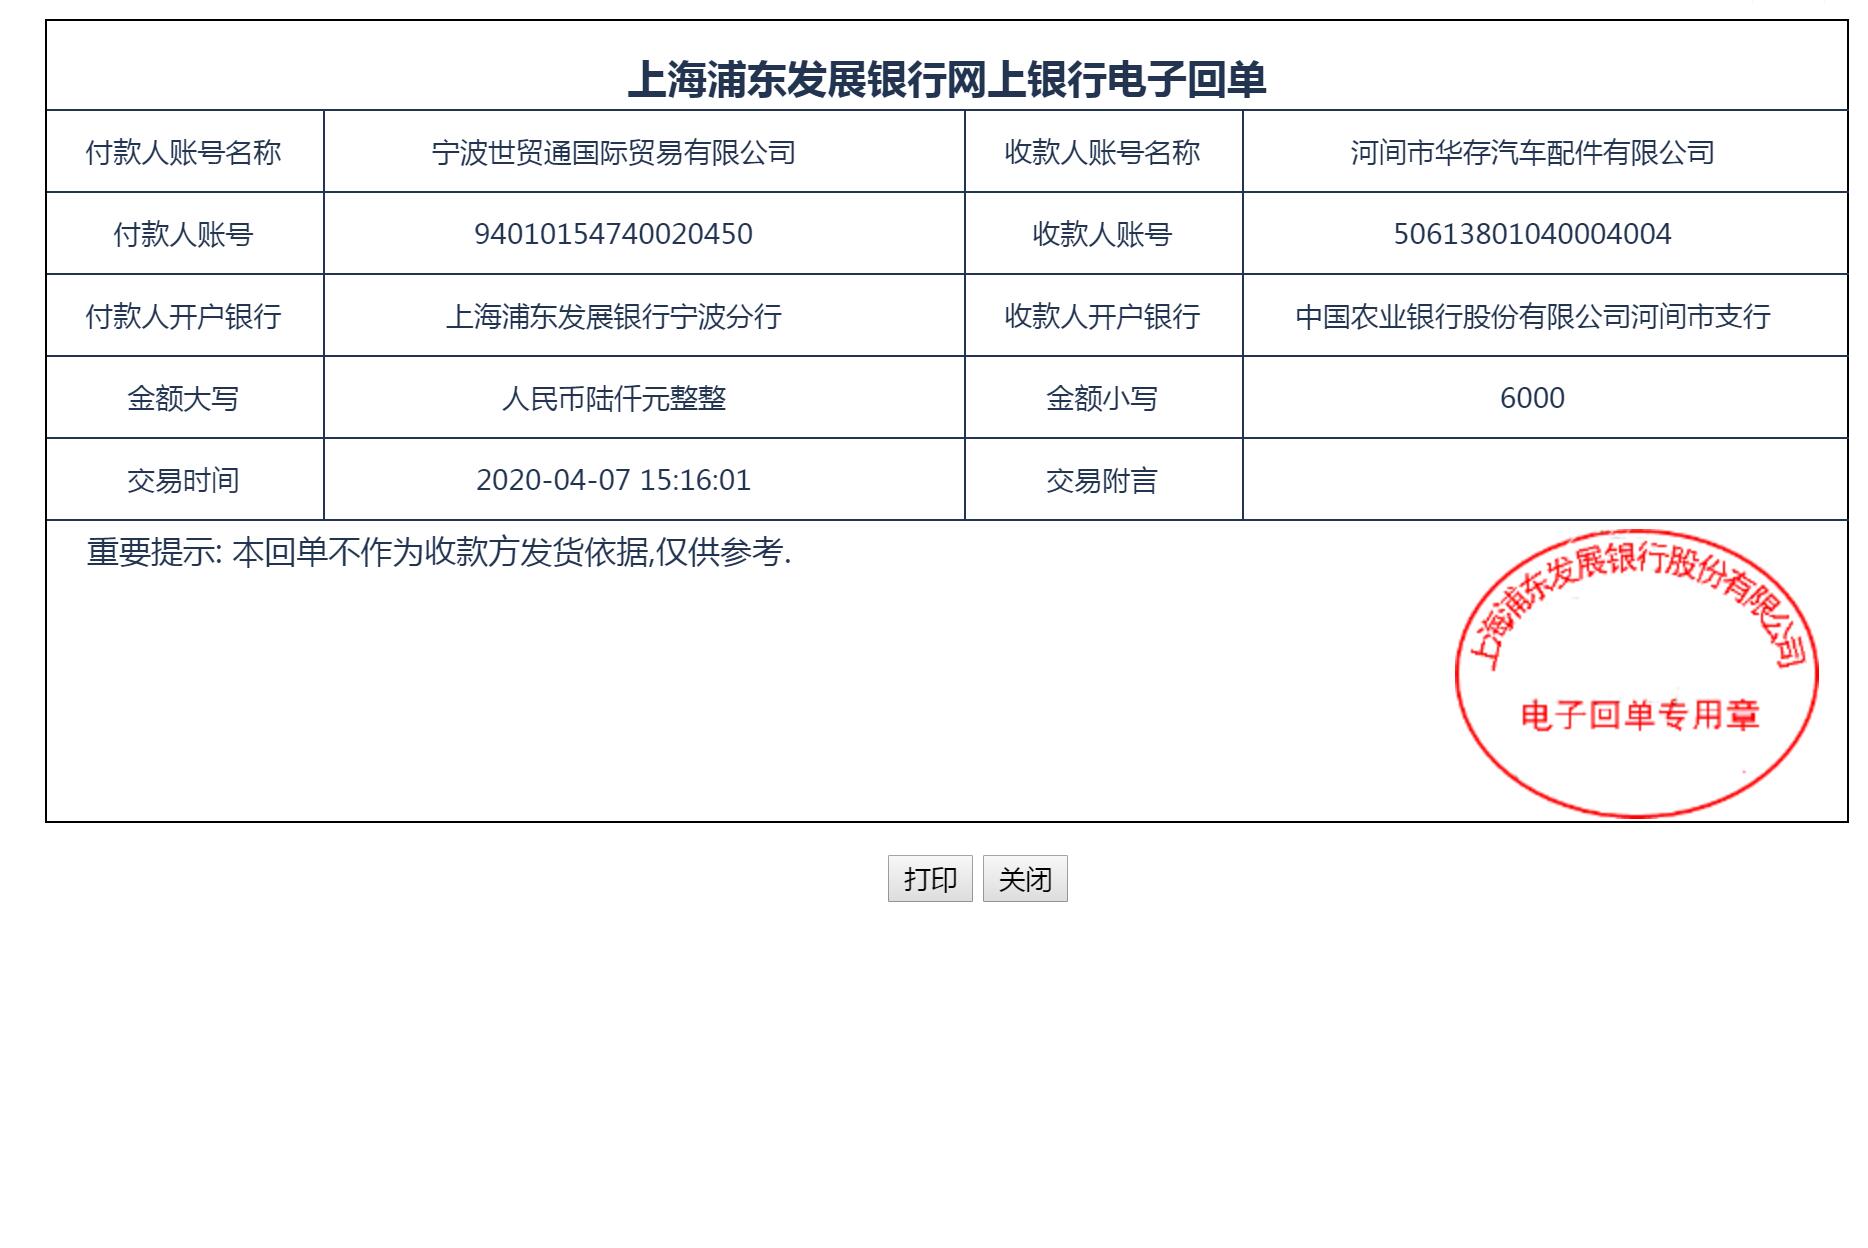 上海浦东发展银行网上银行电子回单
付款人账号名称 宁波世贸通国际贸易有限公司 收款人账号名称 河间市华存汽车配件有限公司
付款人账号 94010154740020450 收款人账号 50613801040004004
付款人开户银行 上海浦东发展银行宁波分行 收款人开户银行 中国农业银行股份有限公司河间市支行
金额大写 人民币陆仟元整整 金额小写 6000
交易时间 2020-04-07 15:16:01 交易附言
重要提示: 本回单不作为收款方发货依据,仅供参考.
上海浦东发展银行股份有限公司
电子回单专用章
打印 关闭